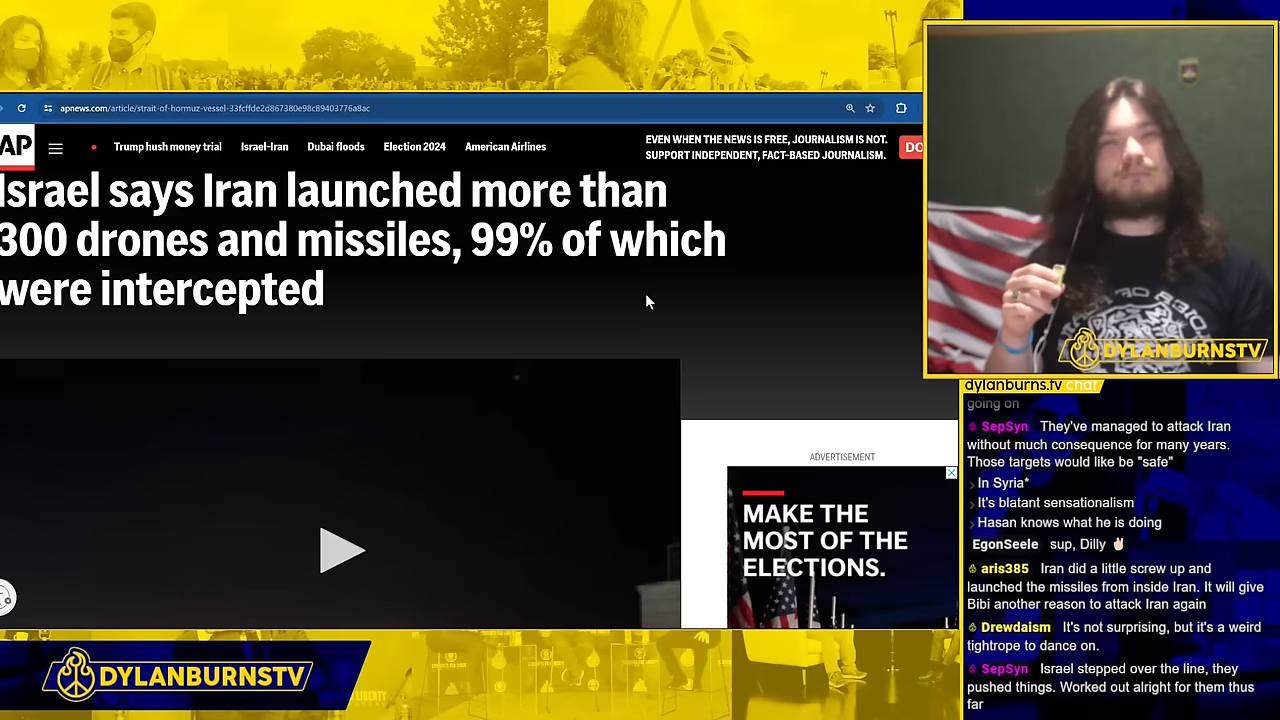 apnews.com/article/strait-of-hormuz-vessel-33fcffde2d867380e98c89403776a8ac
AP
Trump hush money trial
Israel-Iran
Dubai floods
Election 2024
American Airlines
EVEN WHEN THE NEWS IS FREE, JOURNALISM IS NOT.
SUPPORT INDEPENDENT, FACT-BASED JOURNALISM.
DO
Israel says Iran launched more than
300 drones and missiles, 99% of which
were intercepted
ADVERTISEMENT
MAKE THE
MOST OF THE
ELECTIONS.
DYLANBURNSTV
DYLANBURNSTV
dylanburns.tv chat
going on
SepSyn They've managed to attack Iran
without much consequence for many years.
Those targets would like be "safe"
In Syria*
It's blatant sensationalism
Hasan knows what he is doing
EgonSeele sup, Dilly ✌🏻
aris385 Iran did a little screw up and
launched the missiles from inside Iran. It will give
Bibi another reason to attack Iran again
Drewdaism It's not surprising, but it's a weird
tightrope to dance on.
SepSyn Israel stepped over the line, they
pushed things. Worked out alright for them thus
far